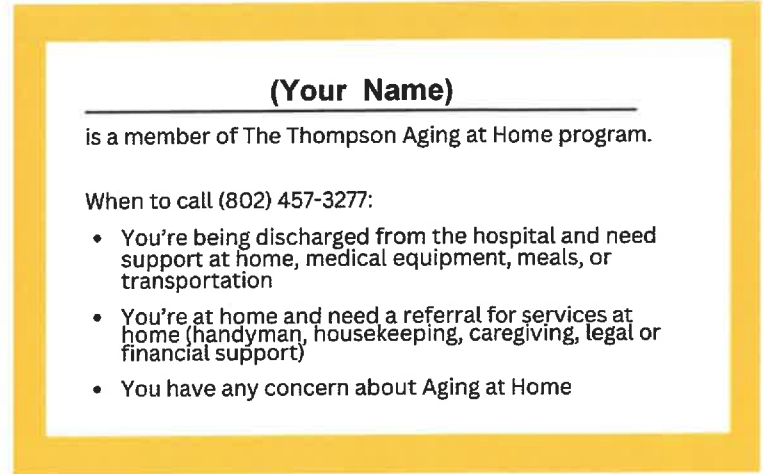 (Your Name)
is a member of The Thompson Aging at Home program.
When to call (802) 457-3277:
• You're being discharged from the hospital and need
support at home, medical equipment, meals, or
transportation
• You're at home and need a referral for services at
home (handyman, housekeeping, caregiving, legal or
financial support)
• You have any concern about Aging at Home